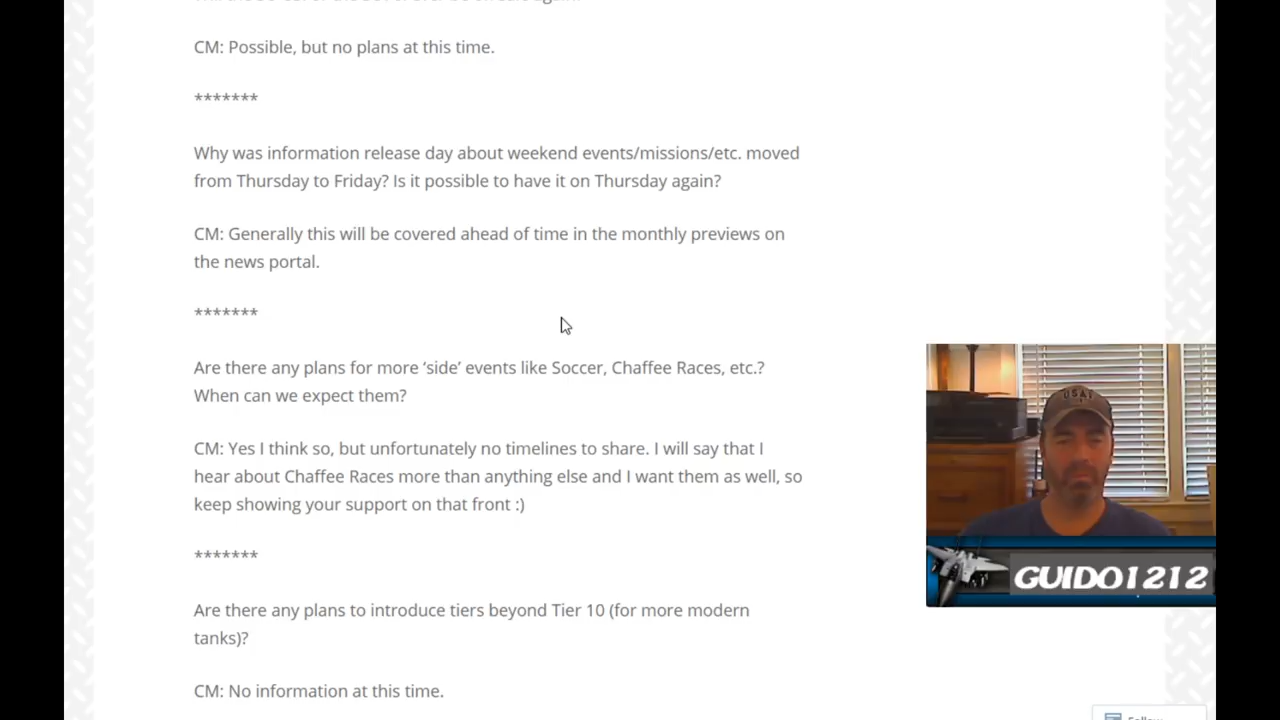 CM: Possible, but no plans at this time.
*******
Why was information release day about weekend events/missions/etc. moved
from Thursday to Friday? Is it possible to have it on Thursday again?
CM: Generally this will be covered ahead of time in the monthly previews on
the news portal.
*******
Are there any plans for more ‘side’ events like Soccer, Chaffee Races, etc.?
When can we expect them?
CM: Yes I think so, but unfortunately no timelines to share. I will say that I
hear about Chaffee Races more than anything else and I want them as well, so
keep showing your support on that front :)
*******
Are there any plans to introduce tiers beyond Tier 10 (for more modern
tanks)?
CM: No information at this time.
USAF
GUIDO1212
Follow